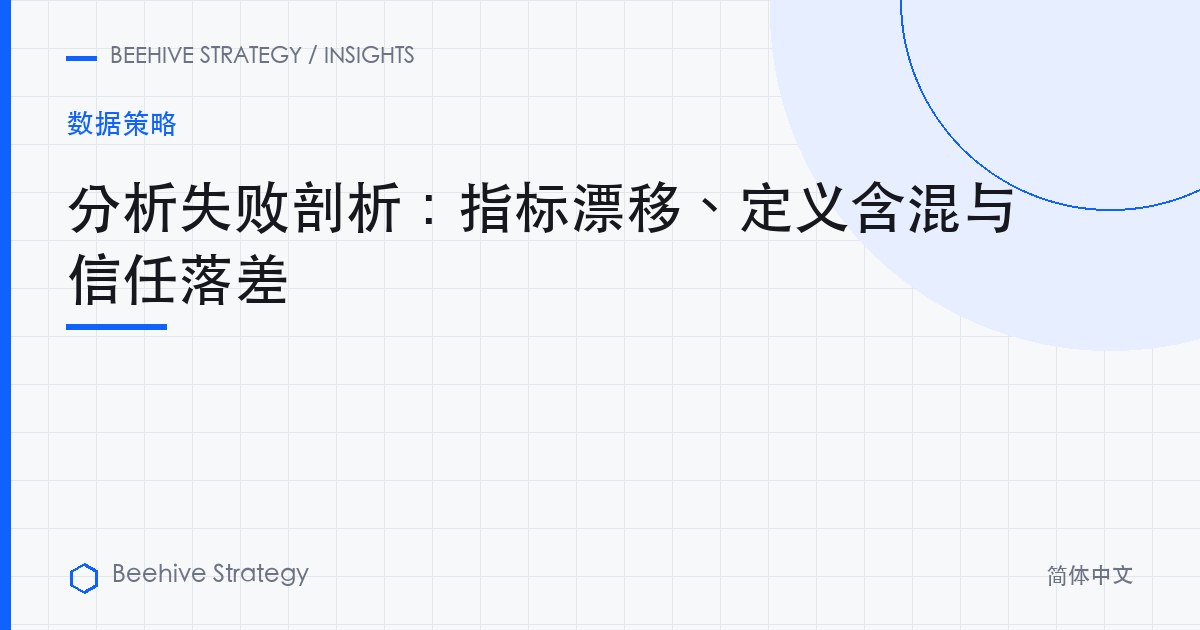 BEEHIVE STRATEGY / INSIGHTS
数据策略
分析失败剖析：指标漂移、定义含混与
信任落差
Beehive Strategy
简体中文